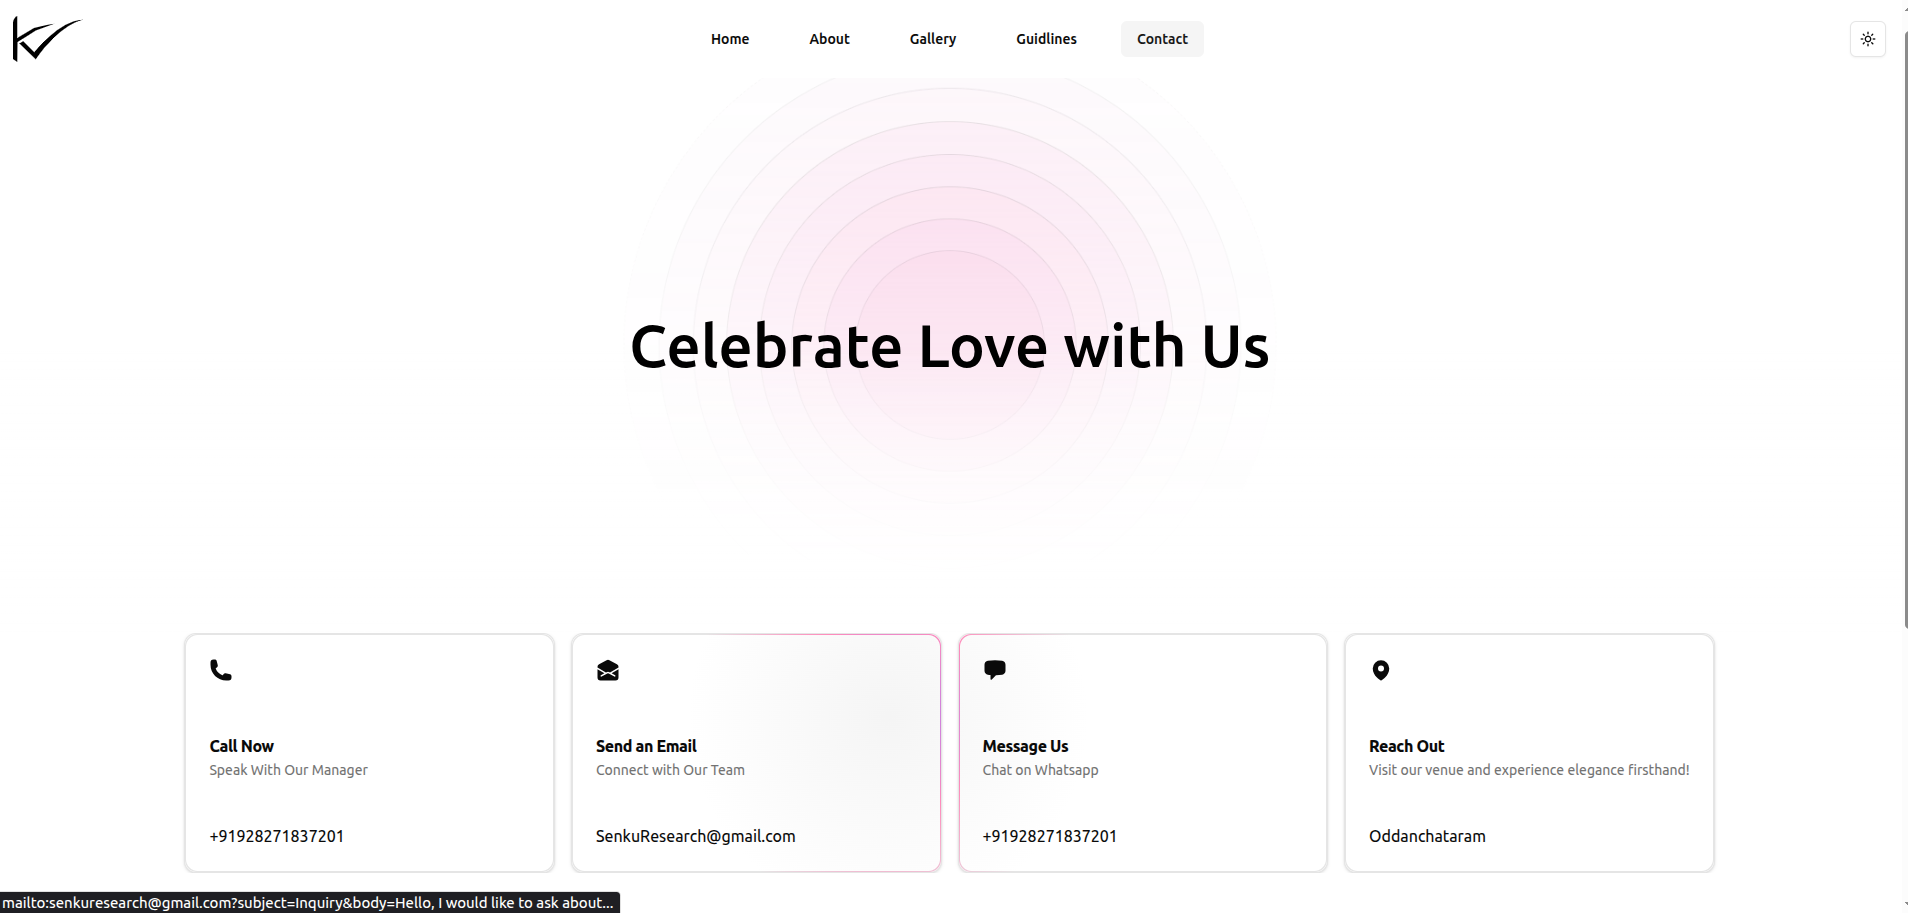 Home
About
Gallery
Guidlines
Contact
Celebrate Love with Us
Call Now
Speak With Our Manager
+91928271837201
Send an Email
Connect with Our Team
SenkuResearch@gmail.com
Message Us
Chat on Whatsapp
+91928271837201
Reach Out
Visit our venue and experience elegance firsthand!
Oddanchataram
mailto:senkuresearch@gmail.com?subject=Inquiry&body=Hello, I would like to ask about...